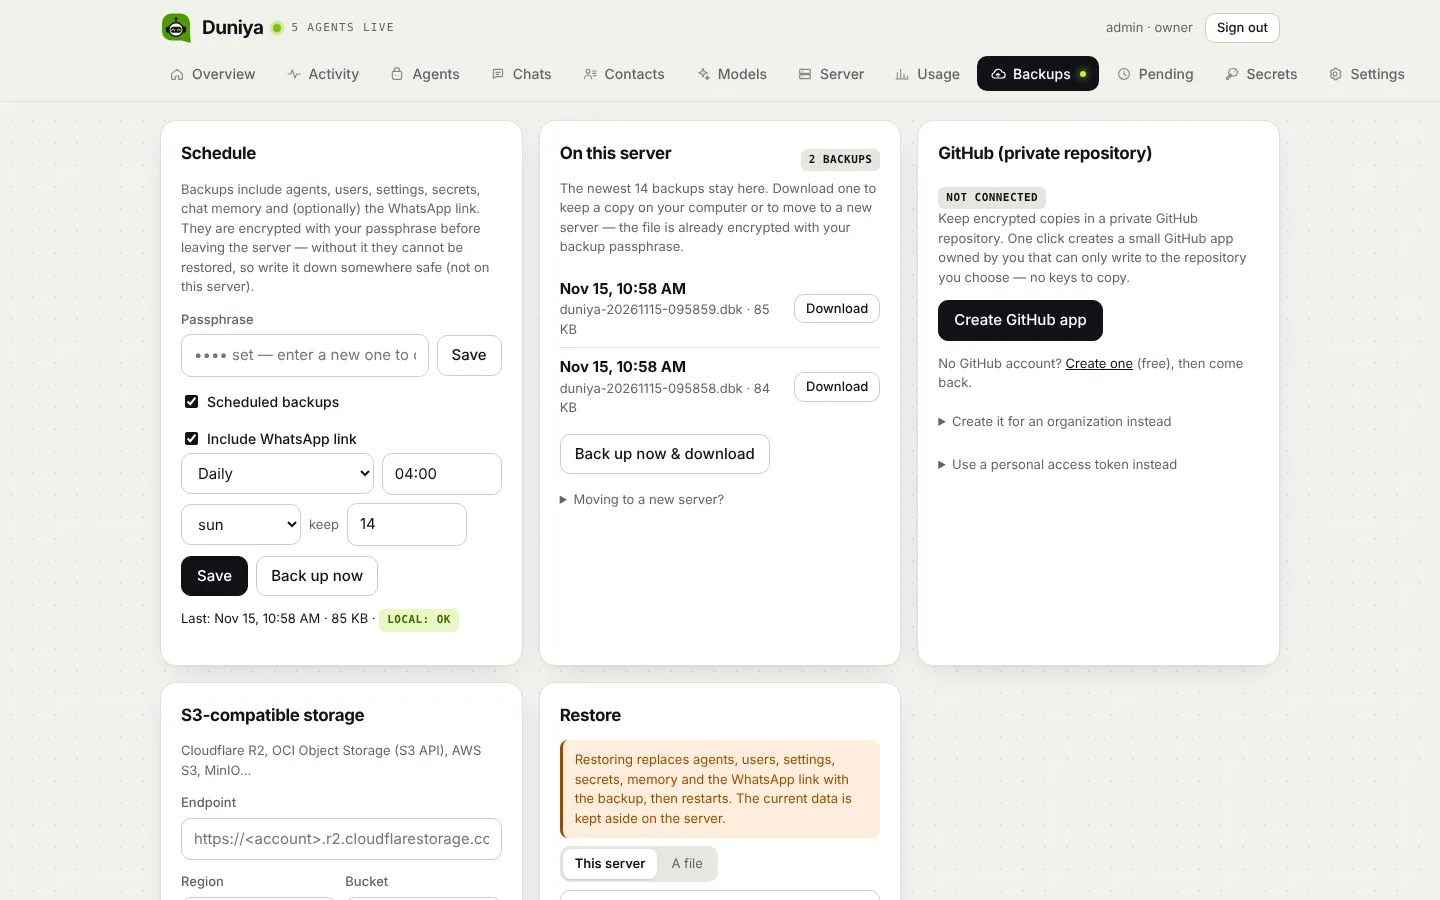 Duniya
5 AGENTS LIVE
admin · owner
Sign out
Overview
Activity
Agents
Chats
Contacts
Models
Server
Usage
Backups
Pending
Secrets
Settings
Schedule
Backups include agents, users, settings, secrets,
chat memory and (optionally) the WhatsApp link.
They are encrypted with your passphrase before
leaving the server — without it they cannot be
restored, so write it down somewhere safe (not on
this server).
Passphrase
•••• set — enter a new one to
Save
Scheduled backups
Include WhatsApp link
Daily
04:00
sun
keep
14
Save
Back up now
Last: Nov 15, 10:58 AM · 85 KB ·
LOCAL: OK
On this server
2 BACKUPS
The newest 14 backups stay here. Download one to
keep a copy on your computer or to move to a new
server — the file is already encrypted with your
backup passphrase.
Nov 15, 10:58 AM
duniya-20261115-095859.dbk · 85
KB
Download
Nov 15, 10:58 AM
duniya-20261115-095858.dbk · 84
KB
Download
Back up now & download
Moving to a new server?
GitHub (private repository)
NOT CONNECTED
Keep encrypted copies in a private GitHub
repository. One click creates a small GitHub app
owned by you that can only write to the repository
you choose — no keys to copy.
Create GitHub app
No GitHub account? Create one (free), then come
back.
Create it for an organization instead
Use a personal access token instead
S3-compatible storage
Cloudflare R2, OCI Object Storage (S3 API), AWS
S3, MinIO…
Endpoint
https://<account>.r2.cloudflarestorage.cc
Region
Bucket
Restore
Restoring replaces agents, users, settings,
secrets, memory and the WhatsApp link with
the backup, then restarts. The current data is
kept aside on the server.
This server
A file